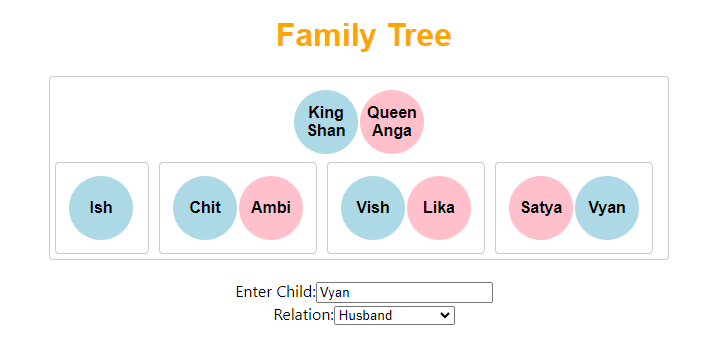 Family Tree
King
Shan
Queen
Anga
Ish
Chit
Ambi
Vish
Lika
Satya
Vyan
Enter Child:Vyan
Relation:Husband